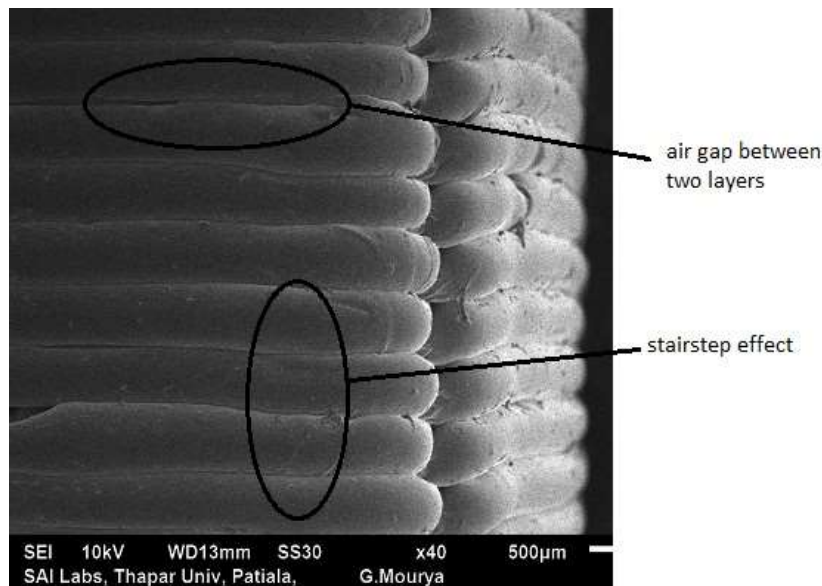 air gap between
two layers
stairstep effect
SEI 10kV WD13mm SS30 x40 500µm
SAI Labs, Thapar Univ, Patiala, G.Mourya